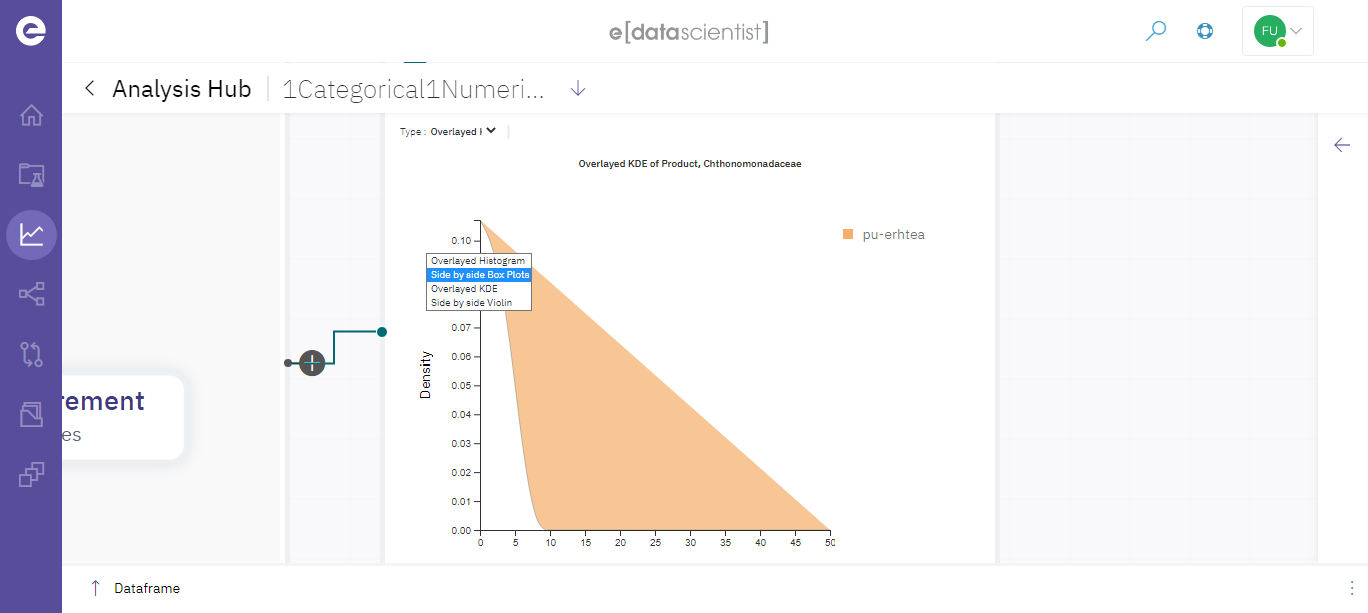 e
e[datascientist]
FU
Analysis Hub
1Categorical1Numeri...
Type : Overlayed
Overlayed KDE of Product, Chthonomonadaceae
pu-erhtea
0.10
Overlayed Histogram
Side by side Box Plots
Overlayed KDE
Side by side Violin
0.07
0.06
0.05
0.04
0.03
0.02
0.01
0.00
Density
0 5 10 15 20 25 30 35 40 45 50
rement
es
Dataframe